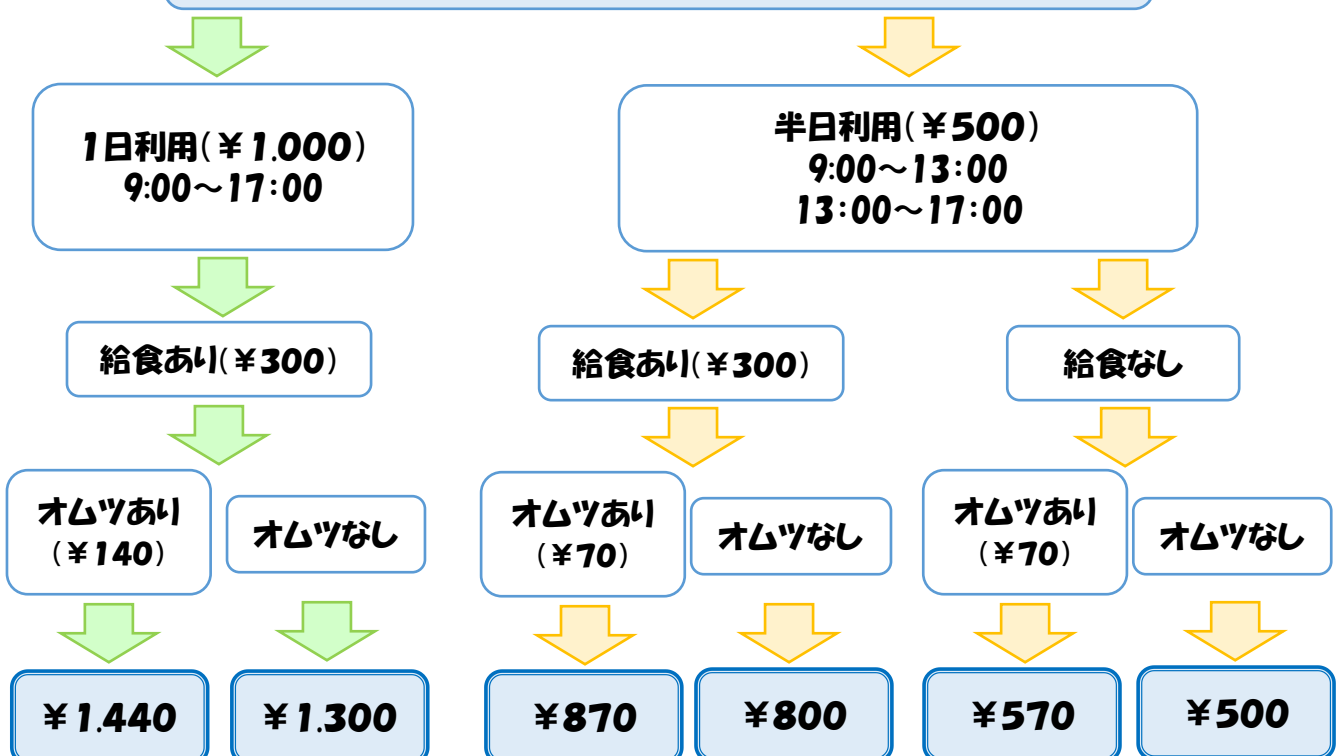 1日利用(￥1.000)
9:00～17:00
半日利用(￥500)
9:00～13:00
13:00～17:00
給食あり(￥300)
給食あり(￥300)
給食なし
オムツあり
(￥140)
オムツなし
オムツあり
(￥70)
オムツなし
オムツあり
(￥70)
オムツなし
￥1.440
￥1.300
￥870
￥800
￥570
￥500